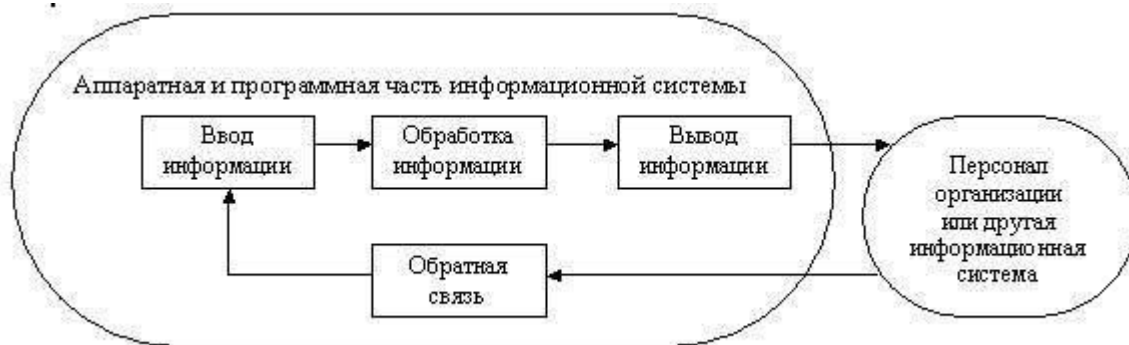 Аппаратная и программная часть информационной системы
Ввод
информации
Обработка
информации
Вывод
информации
Персонал
организации
или другая
информационная
система
Обратная
связь